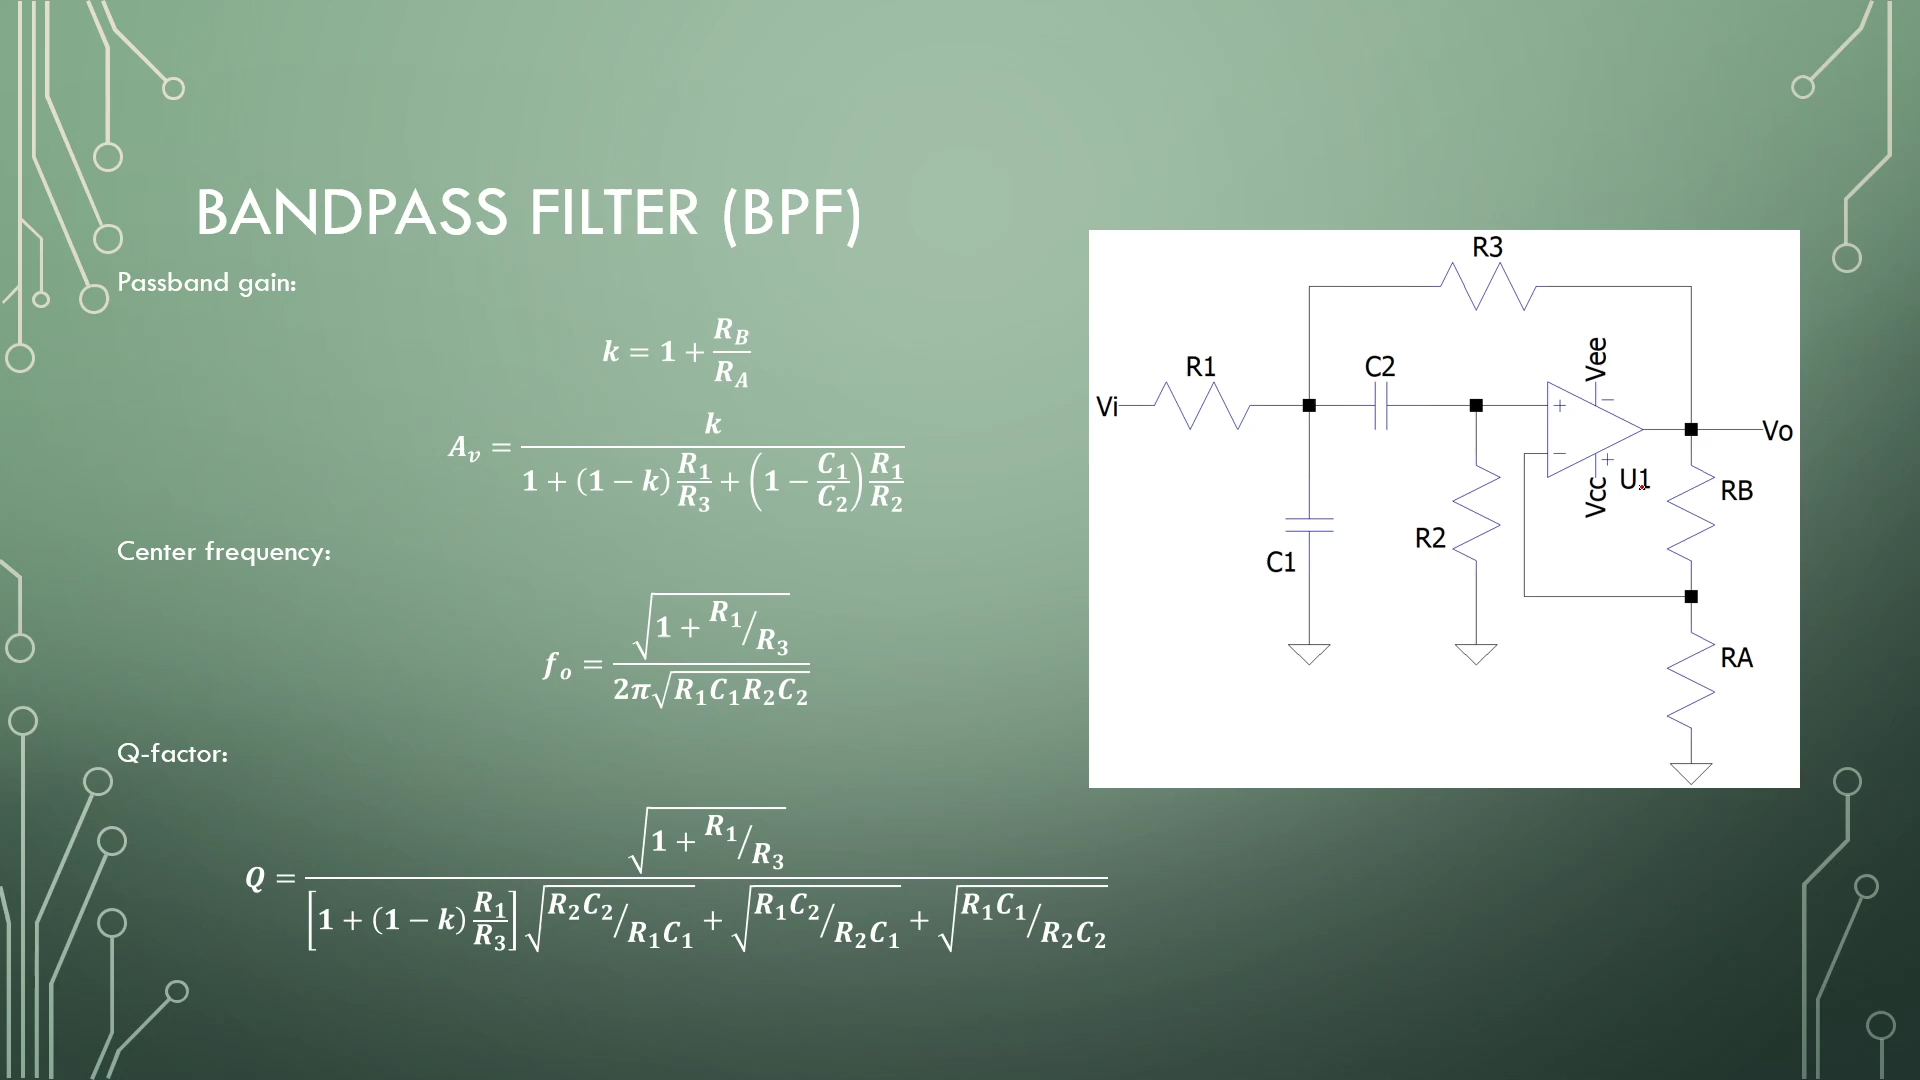 BANDPASS FILTER (BPF)
Passband gain:
k = 1 + R_B/R_A
A_v = k / (1 + (1 − k) R_1/R_3 + (1 − C_1/C_2) R_1/R_2)
Center frequency:
f_o = √(1 + R_1/R_3) / (2π√(R_1C_1R_2C_2))
Q-factor:
Q = √(1 + R_1/R_3) / ([1 + (1 − k) R_1/R_3] √(R_2C_2/R_1C_1) + √(R_1C_2/R_2C_1) + √(R_1C_1/R_2C_2))
R3
R1
C2
Vee
Vi
+
−
Vo
−
+
Vcc
U1
RB
R2
C1
RA